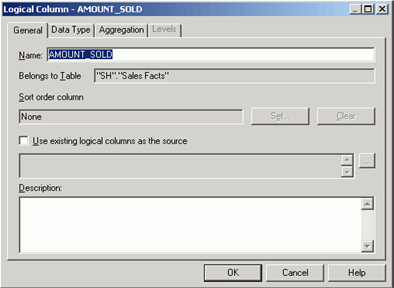 Logical Column - AMOUNT_SOLD
General Data Type Aggregation Levels
Name: AMOUNT_SOLD
Belongs to Table "SH"."Sales Facts"
Sort order column
None Set... Clear
Use existing logical columns as the source
...
Description:
OK Cancel Help